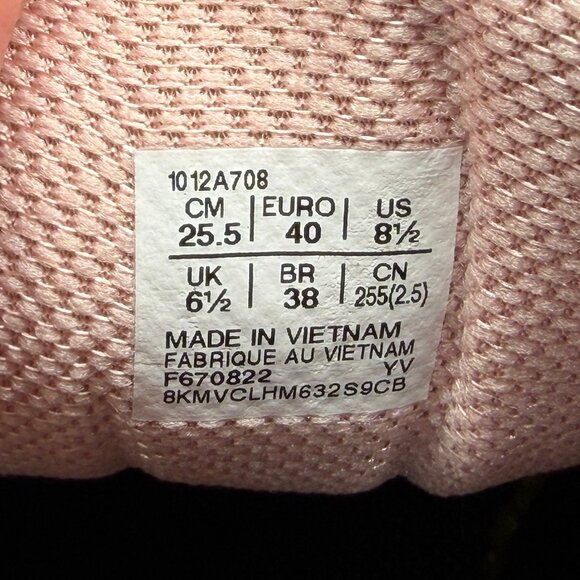 1012A708
CM | EURO | US
25.5 | 40 | 8½
UK | BR | CN
6½ | 38 | 255(2.5)
MADE IN VIETNAM
FABRIQUE AU VIETNAM
F670822 YV
8KMVCLHM632S9CB